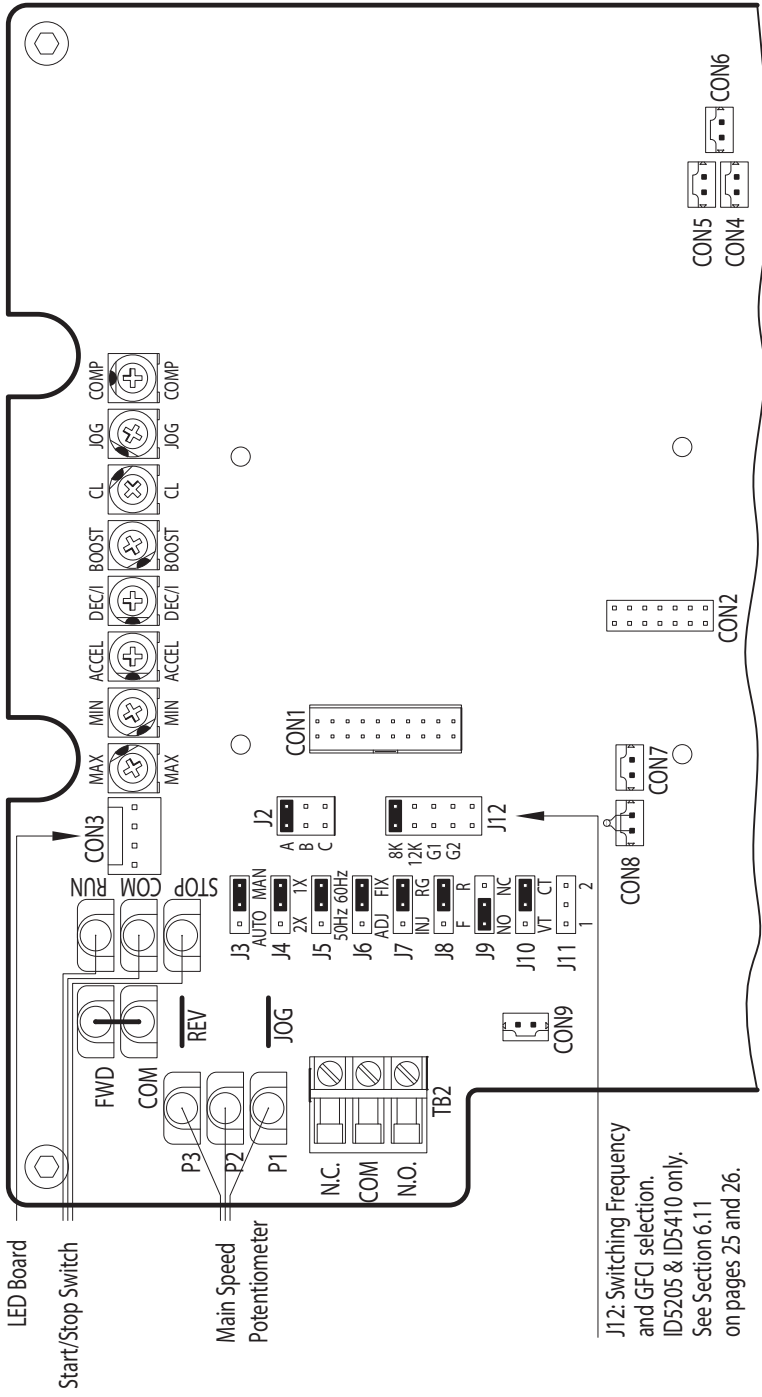 LED Board
Start/Stop Switch
Main Speed
Potentiometer
J12: Switching Frequency
and GFCI selection.
ID5205 & ID5410 only.
See Section 6.11
on pages 25 and 26.
CON3
MAX
MIN
ACCEL
DEC/I
BOOST
CL
JOG
COMP
MAX
MIN
ACCEL
DEC/I
BOOST
CL
JOG
COMP
RUN
COM
STOP
FWD
COM
REV
JOG
P3
P2
P1
N.C.
COM
N.O.
TB2
J3
AUTO MAN
J4
2X 1X
J5
50Hz 60Hz
J6
ADJ FIX
J7
INJ RG
J8
F R
J9
NO NC
J10
VT CT
J11
1 2
J2
A
B
C
8K
12K
G1
G2
J12
CON1
CON2
CON9
CON8
CON7
CON5
CON4
CON6